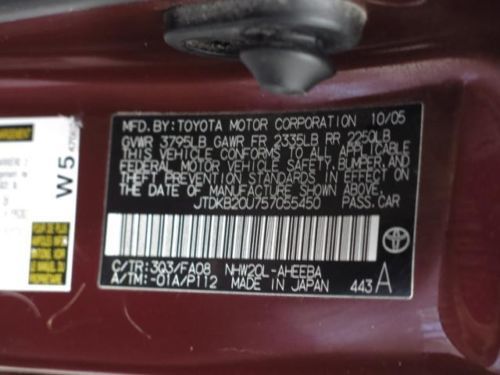 MFD. BY: TOYOTA MOTOR CORPORATION 10/05
GVWR 3795LB GAWR FR 2335LB RR 2250LB
THIS VEHICLE CONFORMS TO ALL APPLICABLE
FEDERAL MOTOR VEHICLE SAFETY, BUMPER, AND
THEFT PREVENTION STANDARDS IN EFFECT ON
THE DATE OF MANUFACTURE SHOWN ABOVE.
JTDKB20U757055450 PASS. CAR
C/TR: 3Q3/FA08 NHW20L-AHEEBA
A/TM: -01A/P112 MADE IN JAPAN 443 A
W5